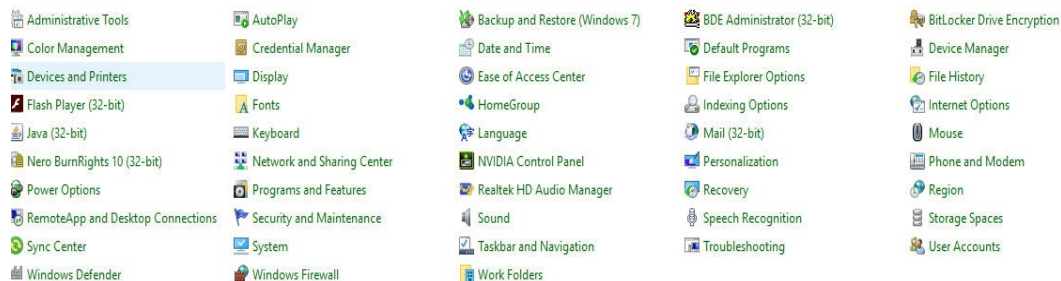 Administrative Tools
AutoPlay
Backup and Restore (Windows 7)
BDE Administrator (32-bit)
BitLocker Drive Encryption
Color Management
Credential Manager
Date and Time
Default Programs
Device Manager
Devices and Printers
Display
Ease of Access Center
File Explorer Options
File History
Flash Player (32-bit)
Fonts
HomeGroup
Indexing Options
Internet Options
Java (32-bit)
Keyboard
Language
Mail (32-bit)
Mouse
Nero BurnRights 10 (32-bit)
Network and Sharing Center
NVIDIA Control Panel
Personalization
Phone and Modem
Power Options
Programs and Features
Realtek HD Audio Manager
Recovery
Region
RemoteApp and Desktop Connections
Security and Maintenance
Sound
Speech Recognition
Storage Spaces
Sync Center
System
Taskbar and Navigation
Troubleshooting
User Accounts
Windows Defender
Windows Firewall
Work Folders